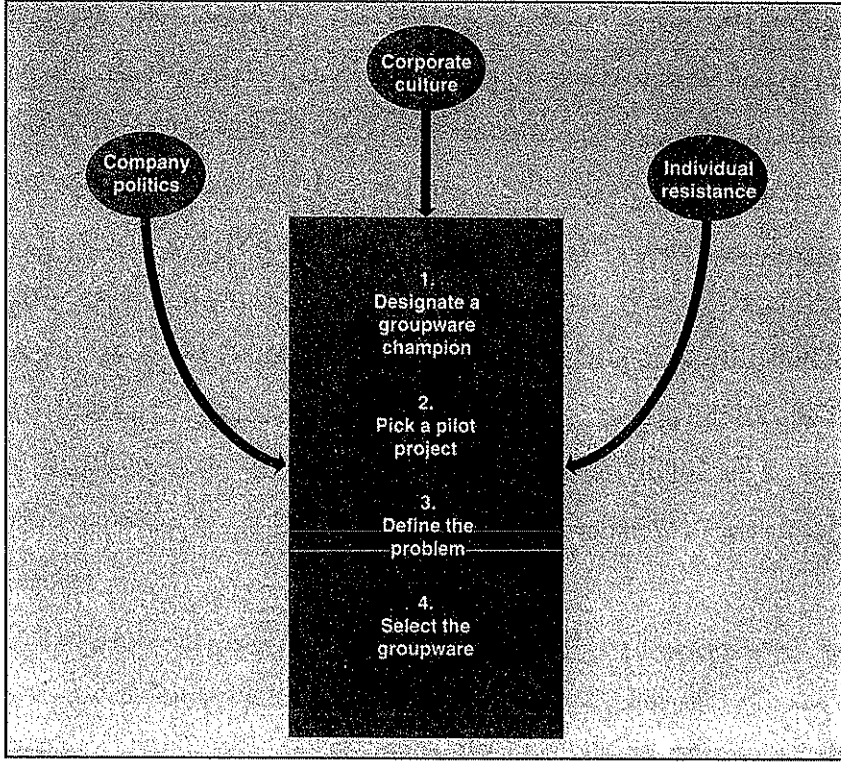 Corporate
culture
Company
politics
Individual
resistance
1.
Designate a
groupware
champion
2.
Pick a pilot
project
3.
Define the
problem
4.
Select the
groupware